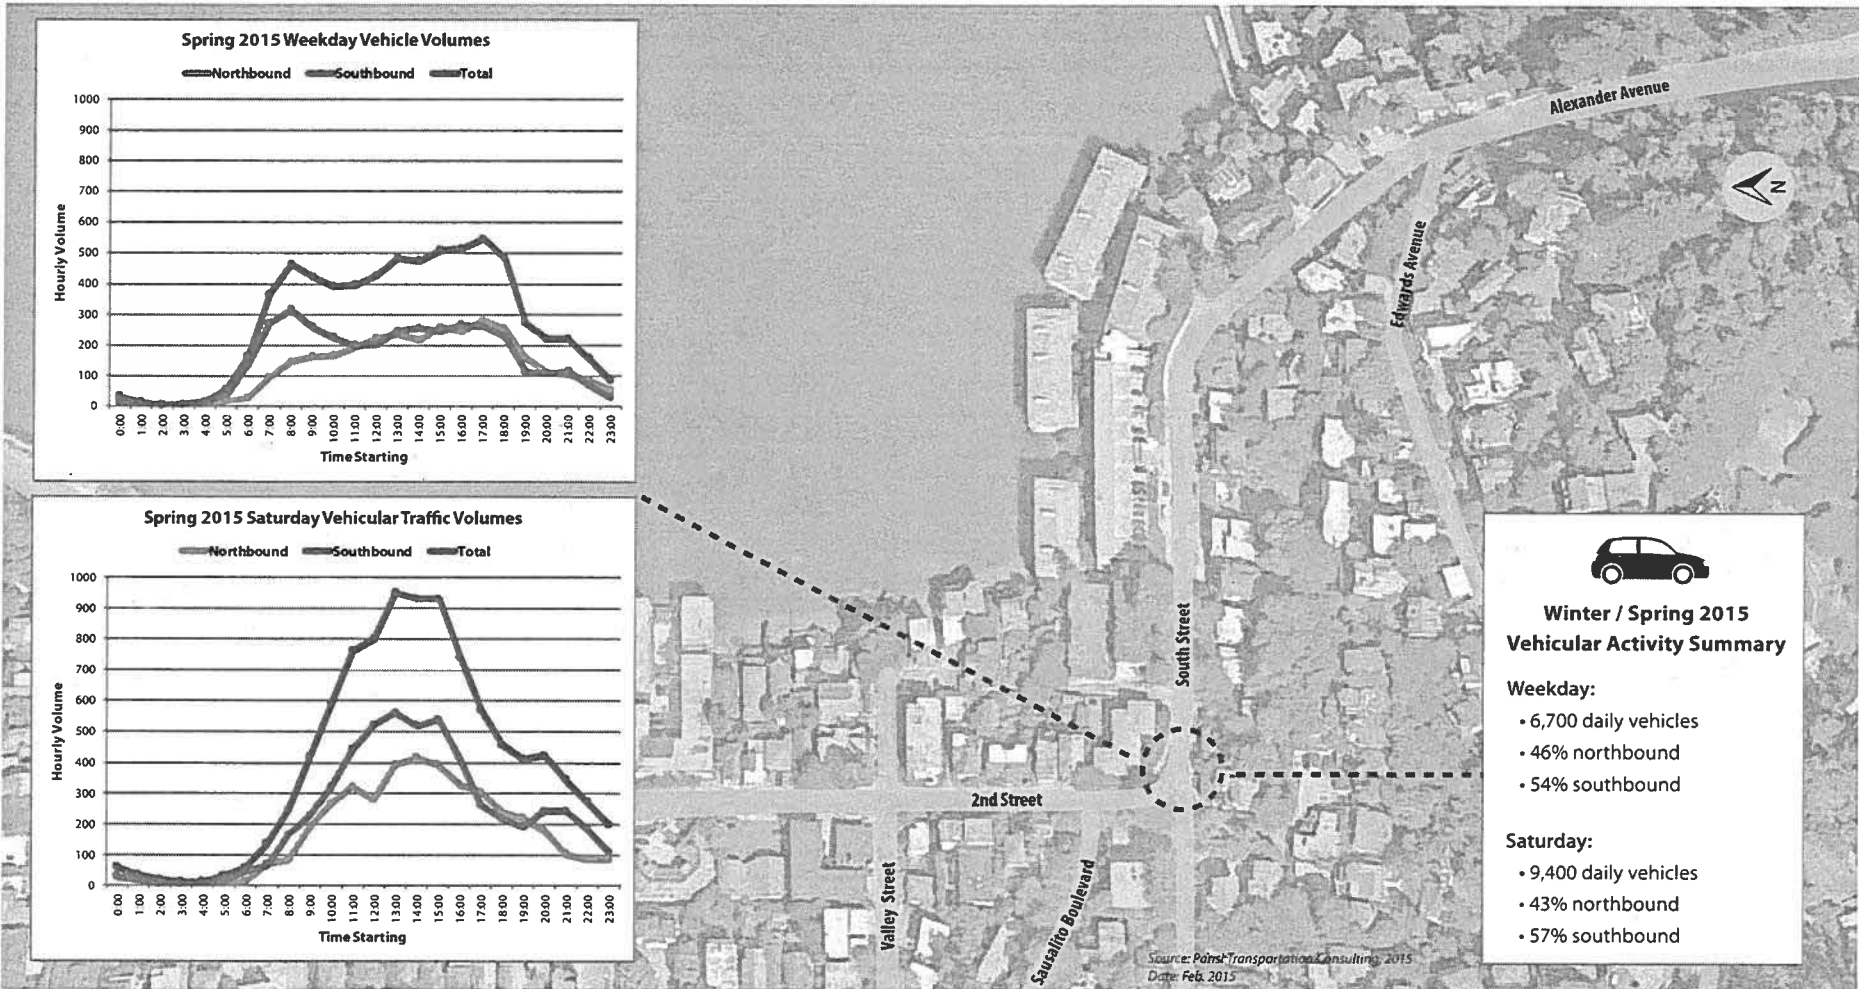 Spring 2015 Weekday Vehicle Volumes
Northbound Southbound Total
1000
900
800
700
600
500
400
300
200
100
0
Hourly Volume
0:00 1:00 2:00 3:00 4:00 5:00 6:00 7:00 8:00 9:00 10:00 11:00 12:00 13:00 14:00 15:00 16:00 17:00 18:00 19:00 20:00 21:00 22:00 23:00
Time Starting
Spring 2015 Saturday Vehicular Traffic Volumes
Northbound Southbound Total
1000
900
800
700
600
500
400
300
200
100
0
Hourly Volume
0:00 1:00 2:00 3:00 4:00 5:00 6:00 7:00 8:00 9:00 10:00 11:00 12:00 13:00 14:00 15:00 16:00 17:00 18:00 19:00 20:00 21:00 22:00 23:00
Time Starting
Alexander Avenue
N
Edwards Avenue
South Street
2nd Street
Valley Street
Sausalito Boulevard
Winter / Spring 2015
Vehicular Activity Summary
Weekday:
• 6,700 daily vehicles
• 46% northbound
• 54% southbound
Saturday:
• 9,400 daily vehicles
• 43% northbound
• 57% southbound
Source: Parisi Transportation Consulting, 2015
Date: Feb. 2015